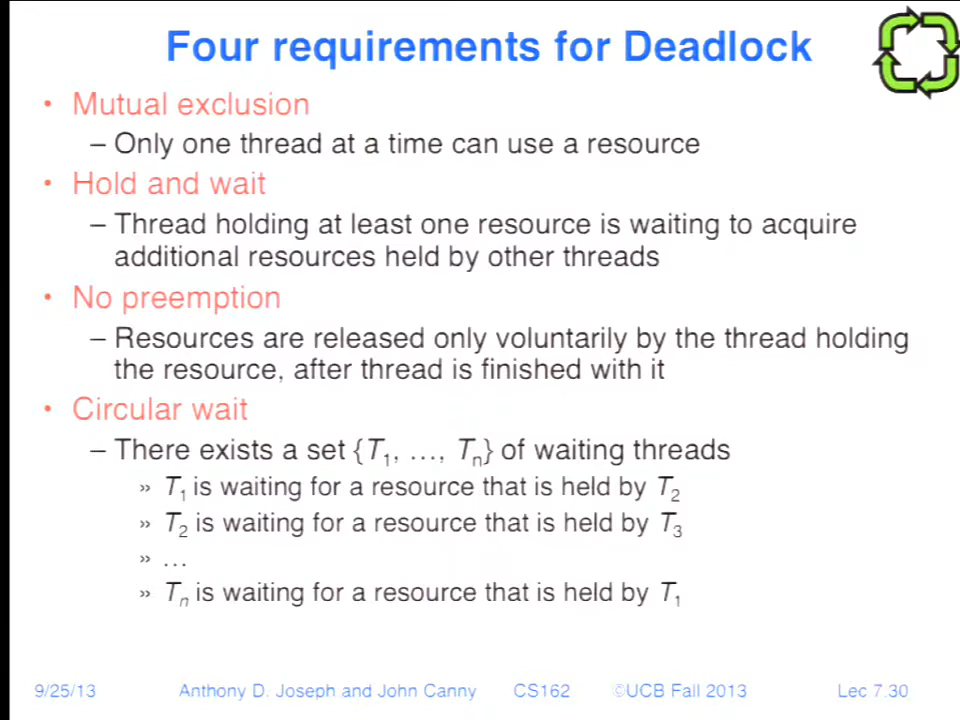 Four requirements for Deadlock
• Mutual exclusion
– Only one thread at a time can use a resource
• Hold and wait
– Thread holding at least one resource is waiting to acquire
additional resources held by other threads
• No preemption
– Resources are released only voluntarily by the thread holding
the resource, after thread is finished with it
• Circular wait
– There exists a set {T₁, …, Tₙ} of waiting threads
» T₁ is waiting for a resource that is held by T₂
» T₂ is waiting for a resource that is held by T₃
» …
» Tₙ is waiting for a resource that is held by T₁
9/25/13 Anthony D. Joseph and John Canny CS162 ©UCB Fall 2013 Lec 7.30